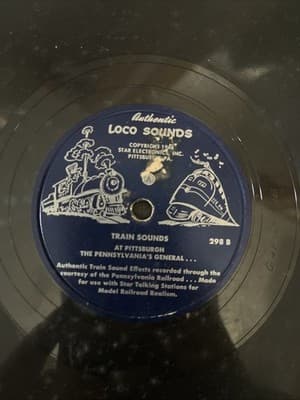 Authentic
LOCO SOUNDS
COPYRIGHT
STAR ELECTRONICS, INC.
PITTSBURGH, PA.
TRAIN SOUNDS
298 B
AT PITTSBURGH
THE PENNSYLVANIA'S GENERAL . . .
Authentic Train Sound Effects recorded through the
courtesy of the Pennsylvania Railroad . . . Made
for use with Star Talking Stations for
Model Railroad Realism.